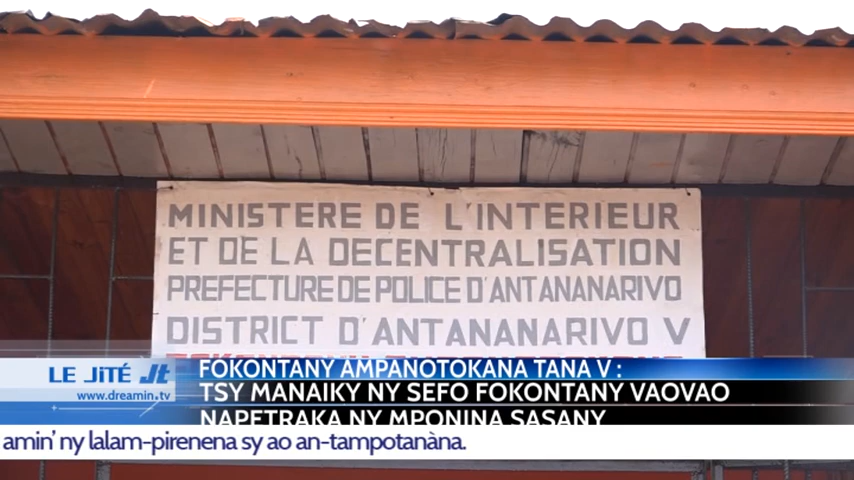 MINISTERE DE L'INTERIEUR
ET DE LA DECENTRALISATION
PREFECTURE DE POLICE D'ANTANANARIVO
DISTRICT D'ANTANANARIVO V
LE JiTÉ Jt
www.dreamin.tv
FOKONTANY AMPANOTOKANA TANA V :
TSY MANAIKY NY SEFO FOKONTANY VAOVAO
NAPETRAKA NY MPONINA SASANY
amin' ny lalam-pirenena sy ao an-tampotanàna.